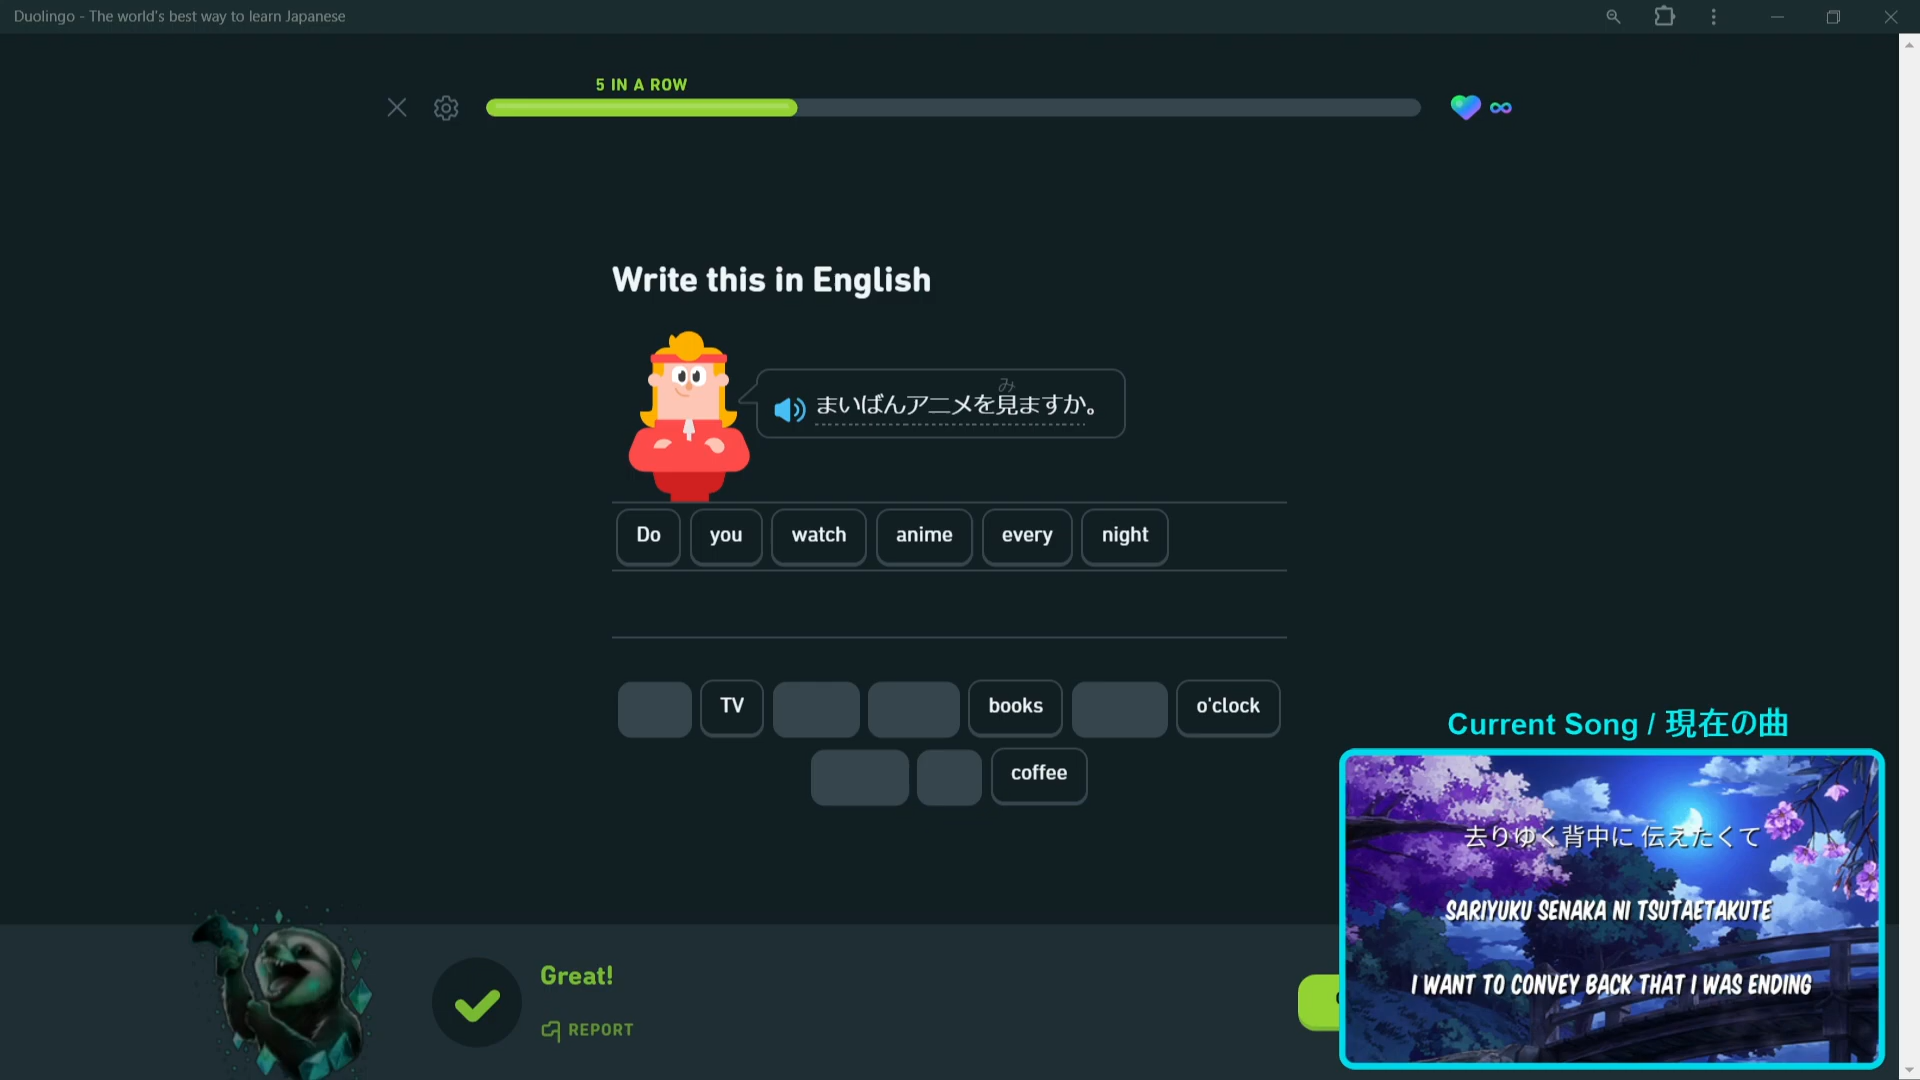 Duolingo - The world's best way to learn Japanese
5 IN A ROW
Write this in English
み
まいばんアニメを見ますか。
Do you watch anime every night
TV books o'clock
coffee
Current Song / 現在の曲
去りゆく背中に 伝えたくて
SARIYUKU SENAKA NI TSUTAETAKUTE
I WANT TO CONVEY BACK THAT I WAS ENDING
Great!
REPORT